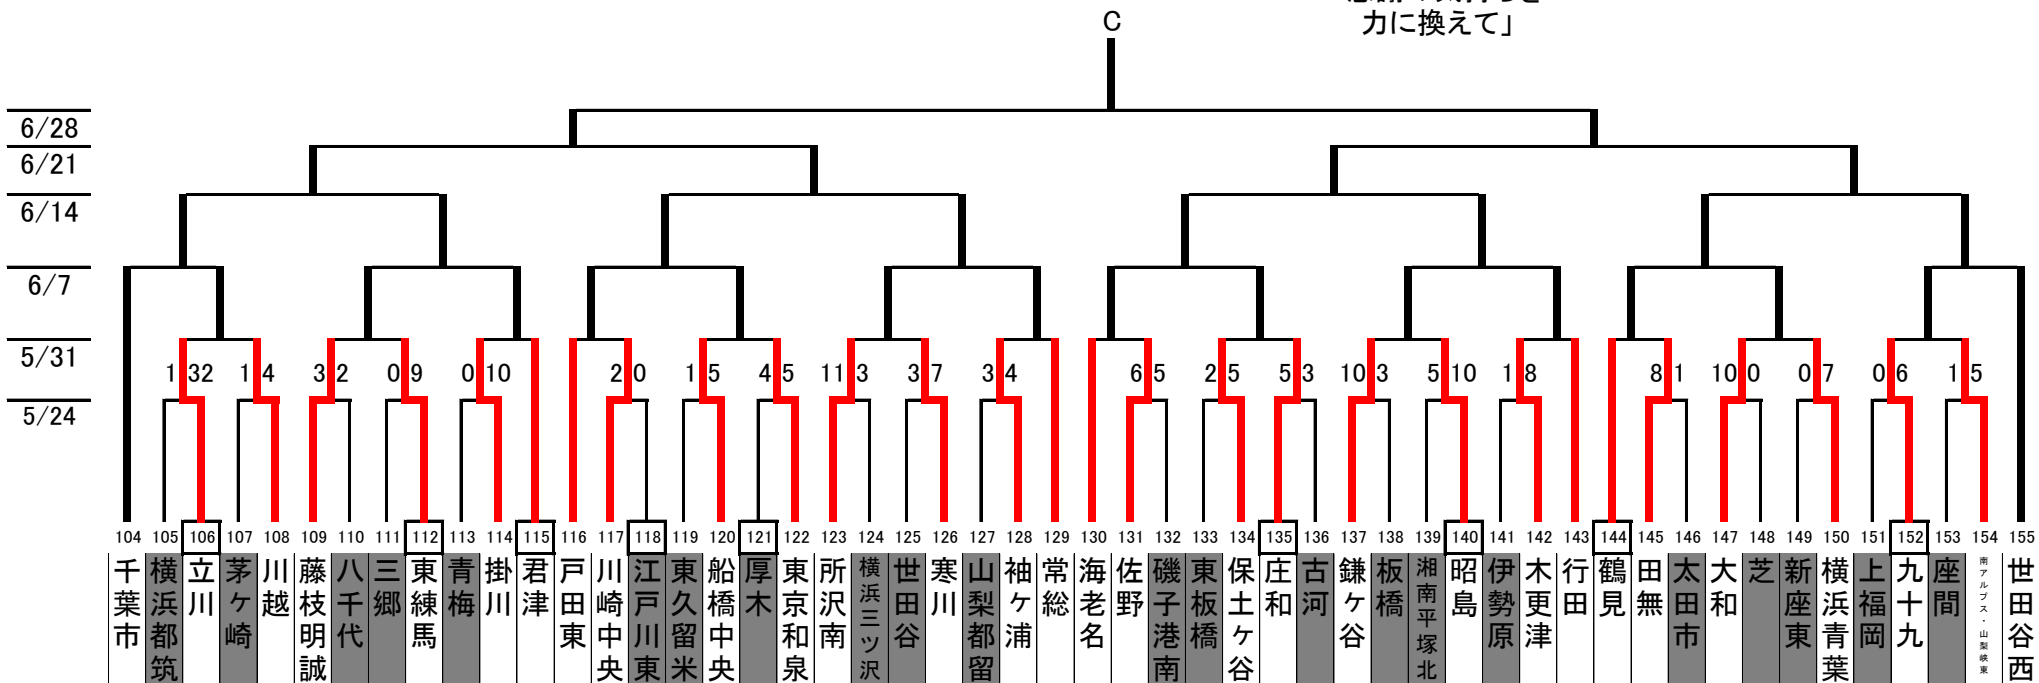 力に換えて」
C
6/28
6/21
6/14
6/7
5/31
5/24
1 32 1 4 3 2 0 9 0 10 2 0 1 5 4 5 11 3 3 7 3 4 6 5 2 5 5 3 10 3 5 10 1 8 8 1 10 0 0 7 0 6 1 5
104 105 106 107 108 109 110 111 112 113 114 115 116 117 118 119 120 121 122 123 124 125 126 127 128 129 130 131 132 133 134 135 136 137 138 139 140 141 142 143 144 145 146 147 148 149 150 151 152 153 154 155
千葉市
横浜都筑
立川
茅ヶ崎
川越
藤枝明誠
八千代
三郷
東練馬
青梅
掛川
君津
戸田東
川崎中央
江戸川東
東久留米
船橋中央
厚木
東京和泉
所沢南
横浜三ツ沢
世田谷
寒川
山梨都留
袖ヶ浦
常総
海老名
佐野
磯子港南
東板橋
保土ヶ谷
庄和
古河
鎌ケ谷
板橋
湘南平塚北
昭島
伊勢原
木更津
行田
鶴見
田無
太田市
大和
芝
新座東
横浜青葉
上福岡
九十九
座間
南アルプス・山梨峡東
世田谷西